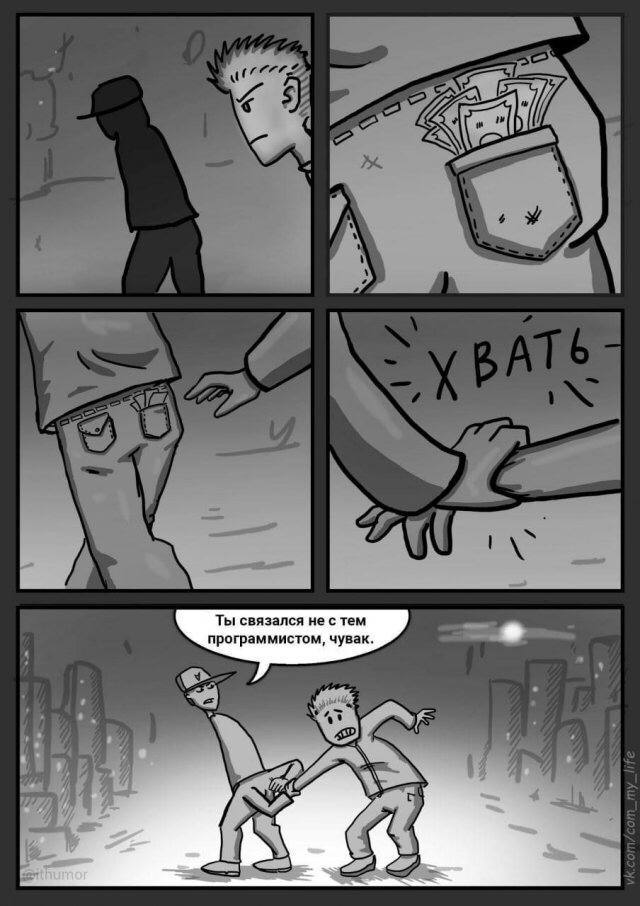 ХВАТЬ
Ты связался не с тем
программистом, чувак.
@ithumor
vk.com/com_my_life